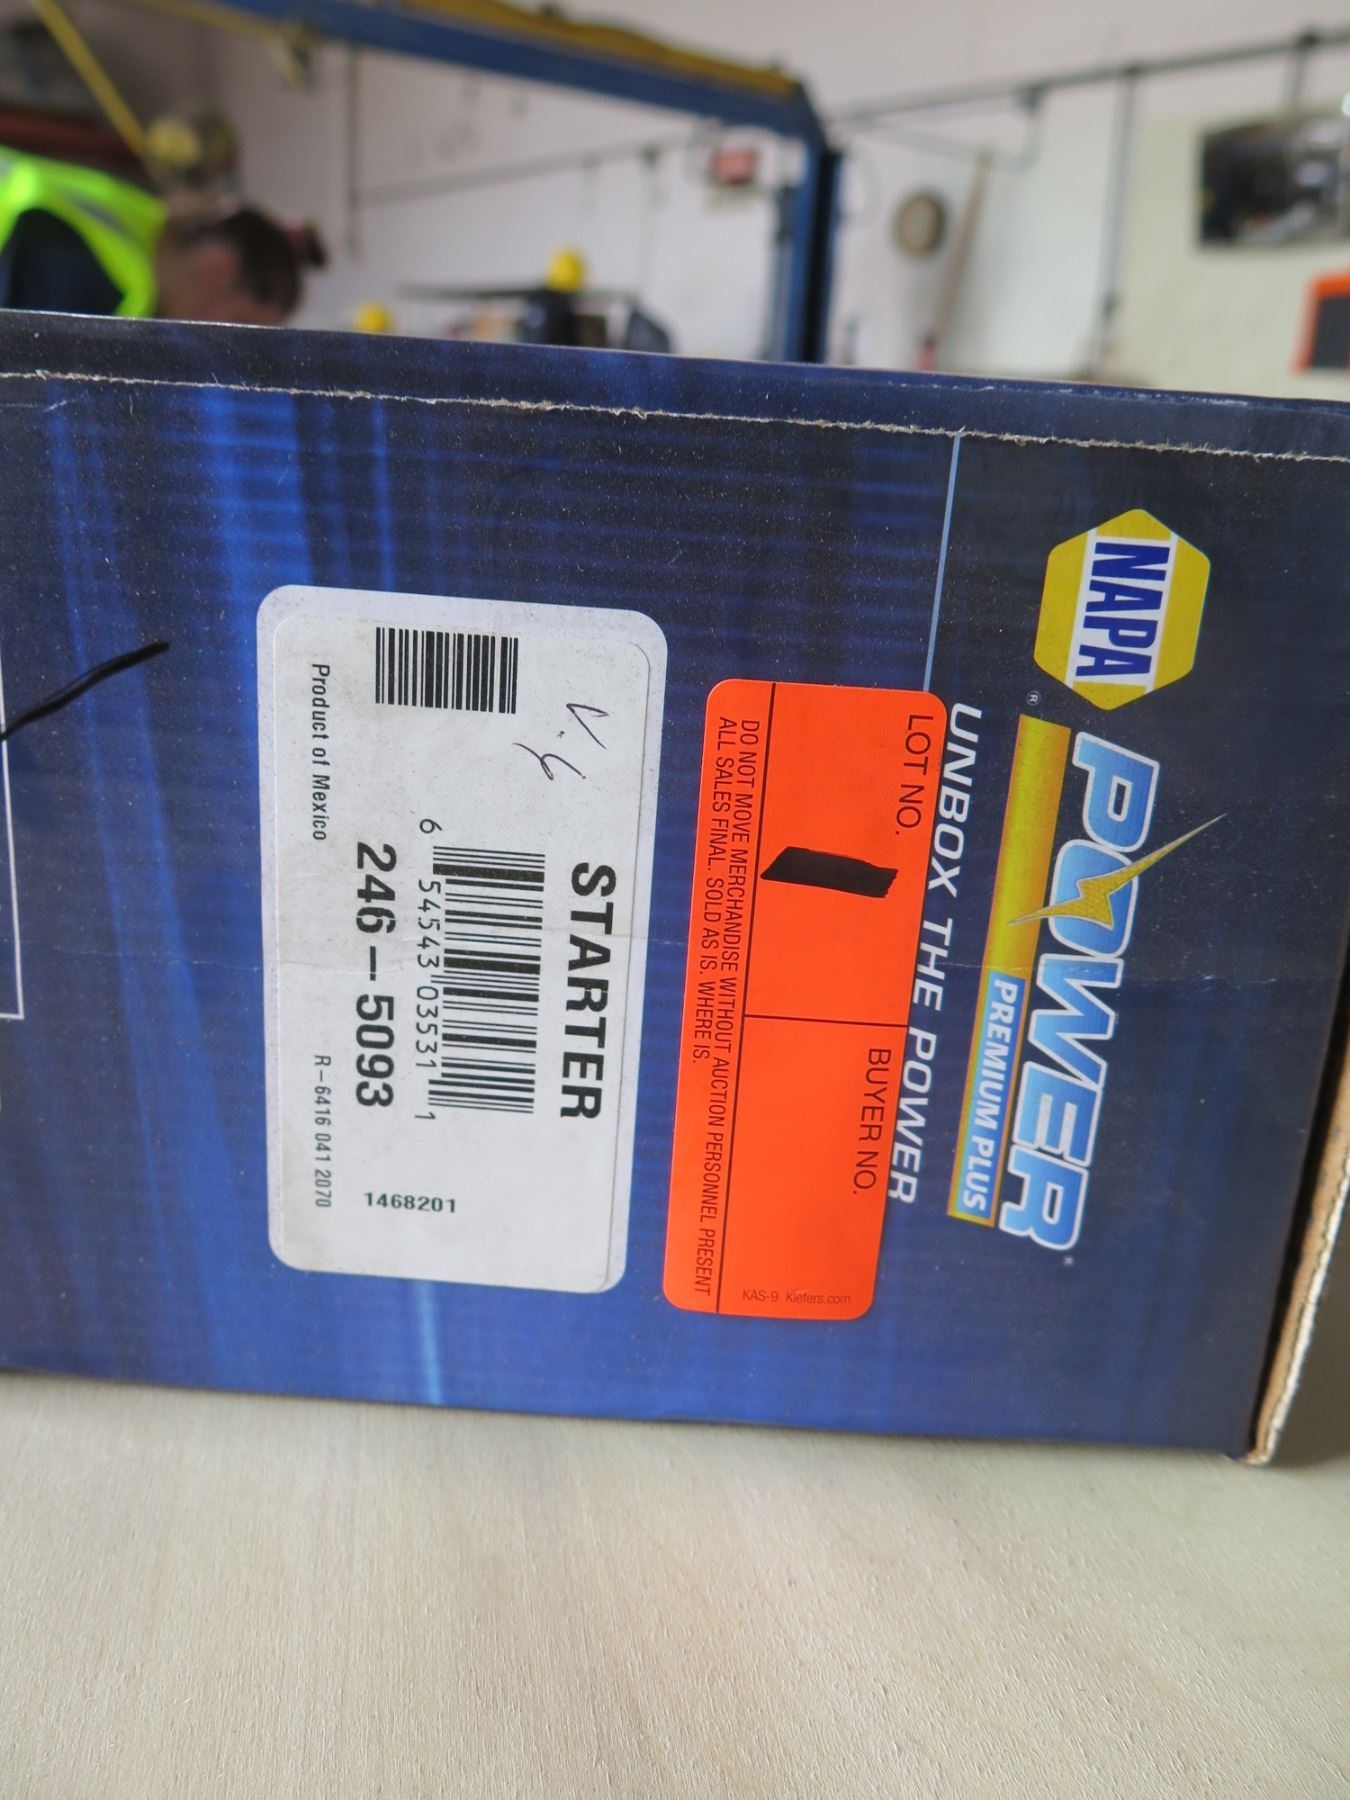 NAPA
®
POWER
PREMIUM PLUS
UNBOX THE POWER
LOT NO.
1
BUYER NO.
DO NOT MOVE MERCHANDISE WITHOUT AUCTION PERSONNEL PRESENT
ALL SALES FINAL. SOLD AS IS. WHERE IS.
KAS-9 Kiefers.com
V.6
STARTER
6 54543 03531 1
246-5093
1468201
Product of Mexico
R-6416 041 2070